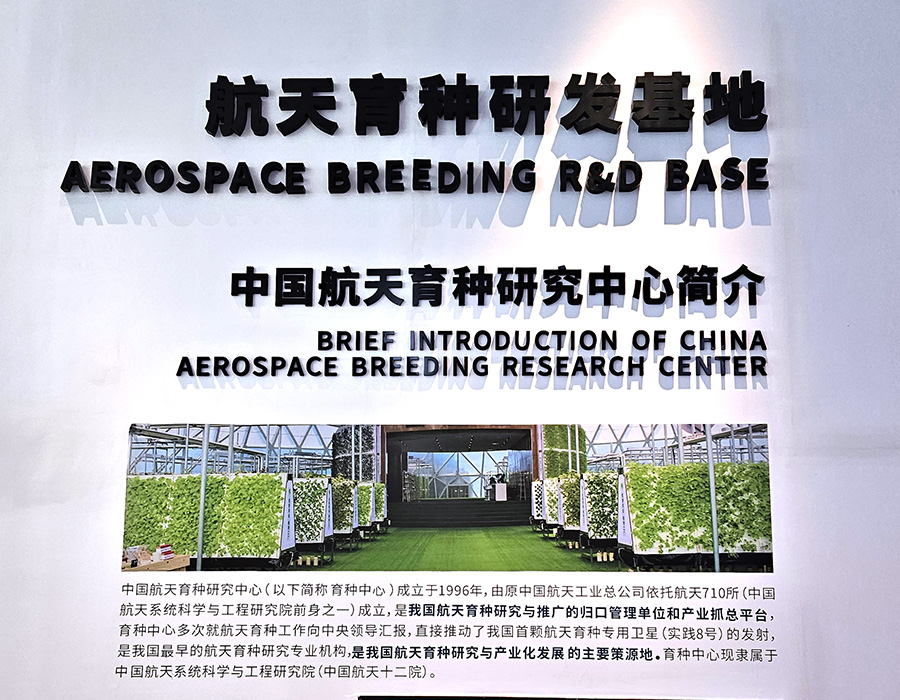 航天育种研发基地
AEROSPACE BREEDING R&D BASE
中国航天育种研究中心简介
BRIEF INTRODUCTION OF CHINA
AEROSPACE BREEDING RESEARCH CENTER
中国航天育种研究中心(以下简称育种中心)成立于1996年,由原中国航天工业总公司依托航天710所(中国
航天系统科学与工程研究院前身之一)成立,是我国航天育种研究与推广的归口管理单位和产业抓总平台,
育种中心多次就航天育种工作向中央领导汇报,直接推动了我国首颗航天育种专用卫星(实践8号)的发射,
是我国最早的航天育种研究专业机构,是我国航天育种研究与产业化发展的主要策源地。育种中心现隶属于
中国航天系统科学与工程研究院(中国航天十二院)。